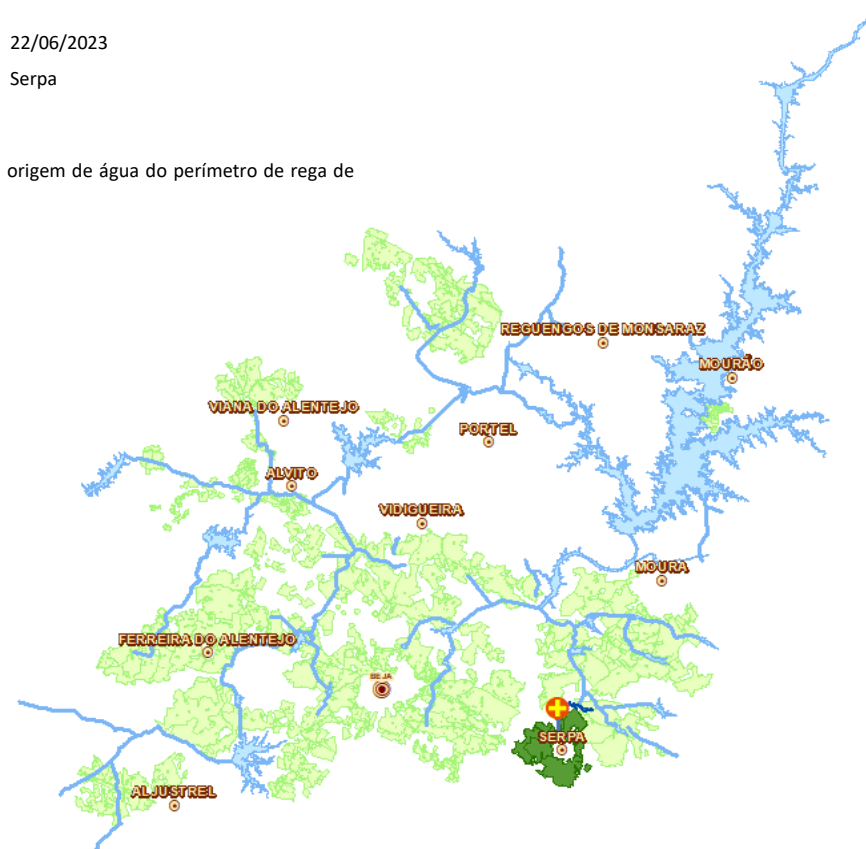 22/06/2023
Serpa
origem de água do perímetro de rega de
REGUENGOS DE MONSARAZ
MOURÃO
VIANA DO ALENTEJO
PORTEL
ALVITO
VIDIGUEIRA
MOURA
FERREIRA DO ALENTEJO
BEJA
SERPA
ALJUSTREL